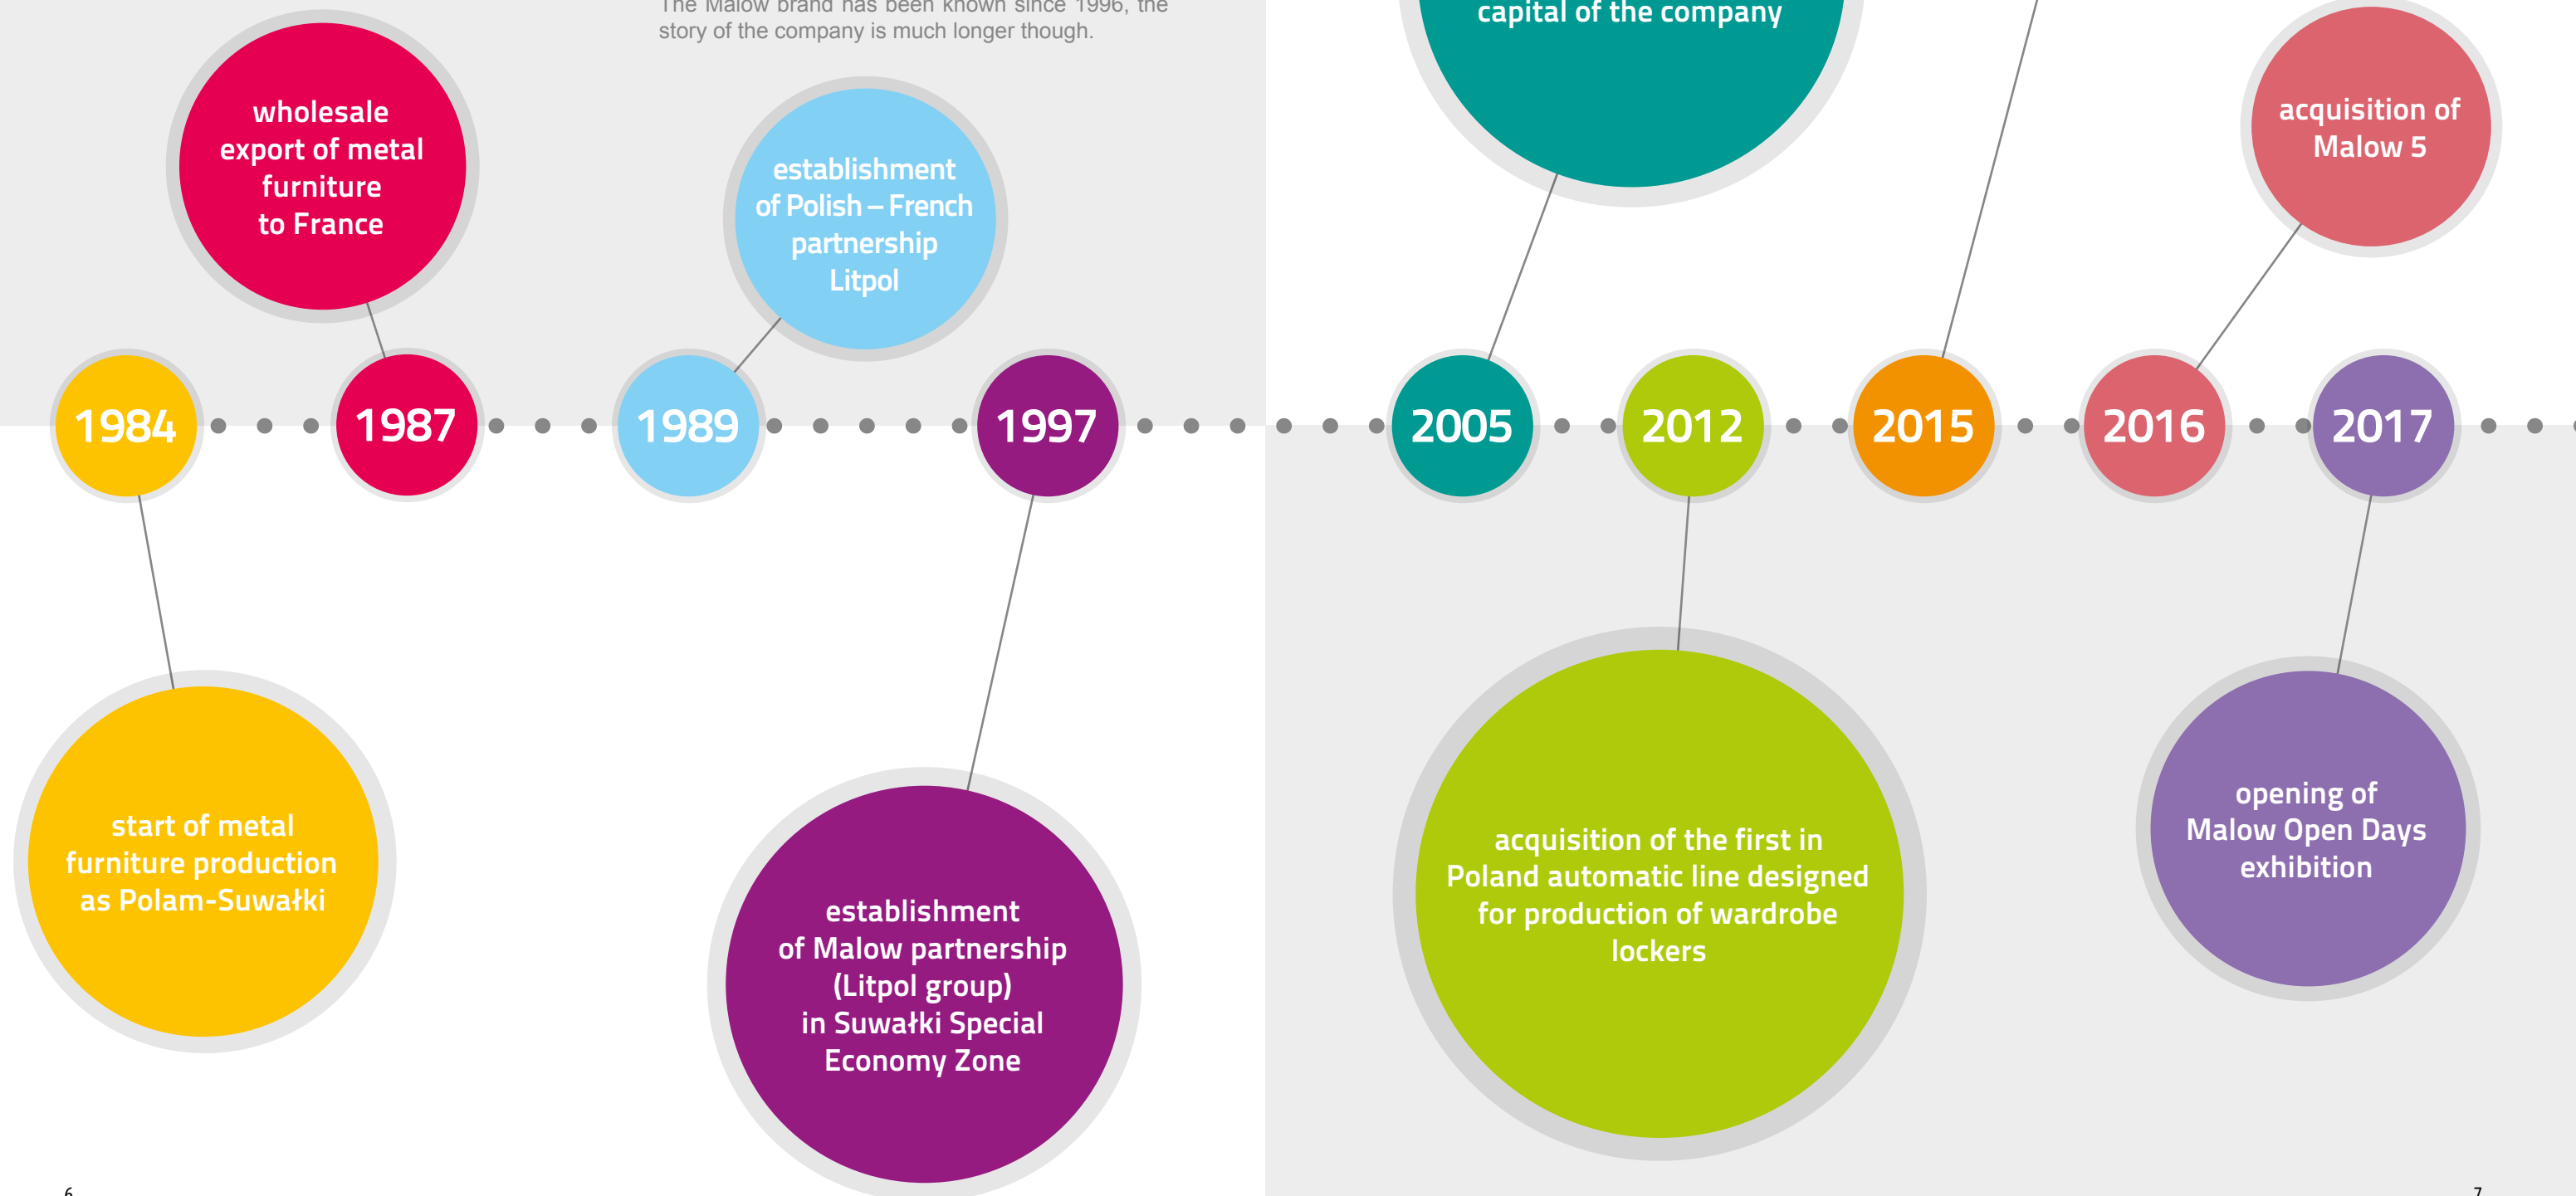 The Malow brand has been known since 1996, the
story of the company is much longer though.
wholesale
export of metal
furniture
to France
establishment
of Polish – French
partnership
Litpol
1984
1987
1989
1997
start of metal
furniture production
as Polam-Suwałki
establishment
of Malow partnership
(Litpol group)
in Suwałki Special
Economy Zone
6
capital of the company
acquisition of
Malow 5
2005
2012
2015
2016
2017
acquisition of the first in
Poland automatic line designed
for production of wardrobe
lockers
opening of
Malow Open Days
exhibition
7